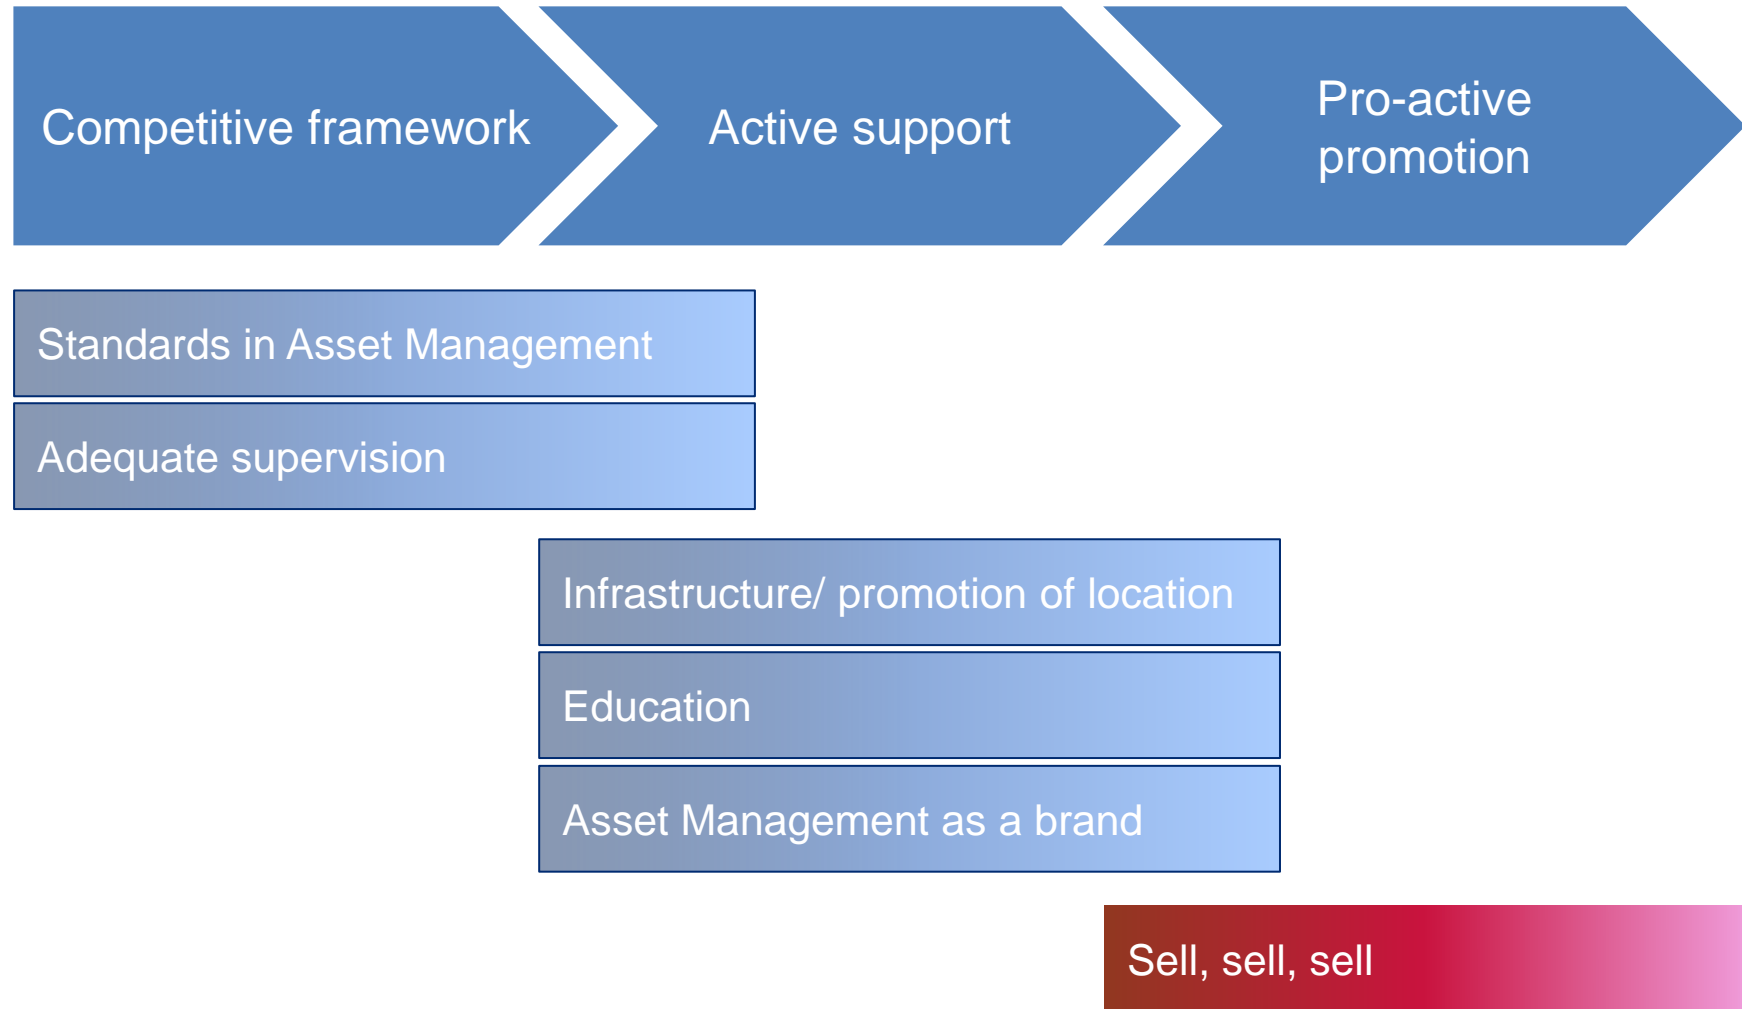 Competitive framework
Active support
Pro-active
promotion
Standards in Asset Management
Adequate supervision
Infrastructure/ promotion of location
Education
Asset Management as a brand
Sell, sell, sell